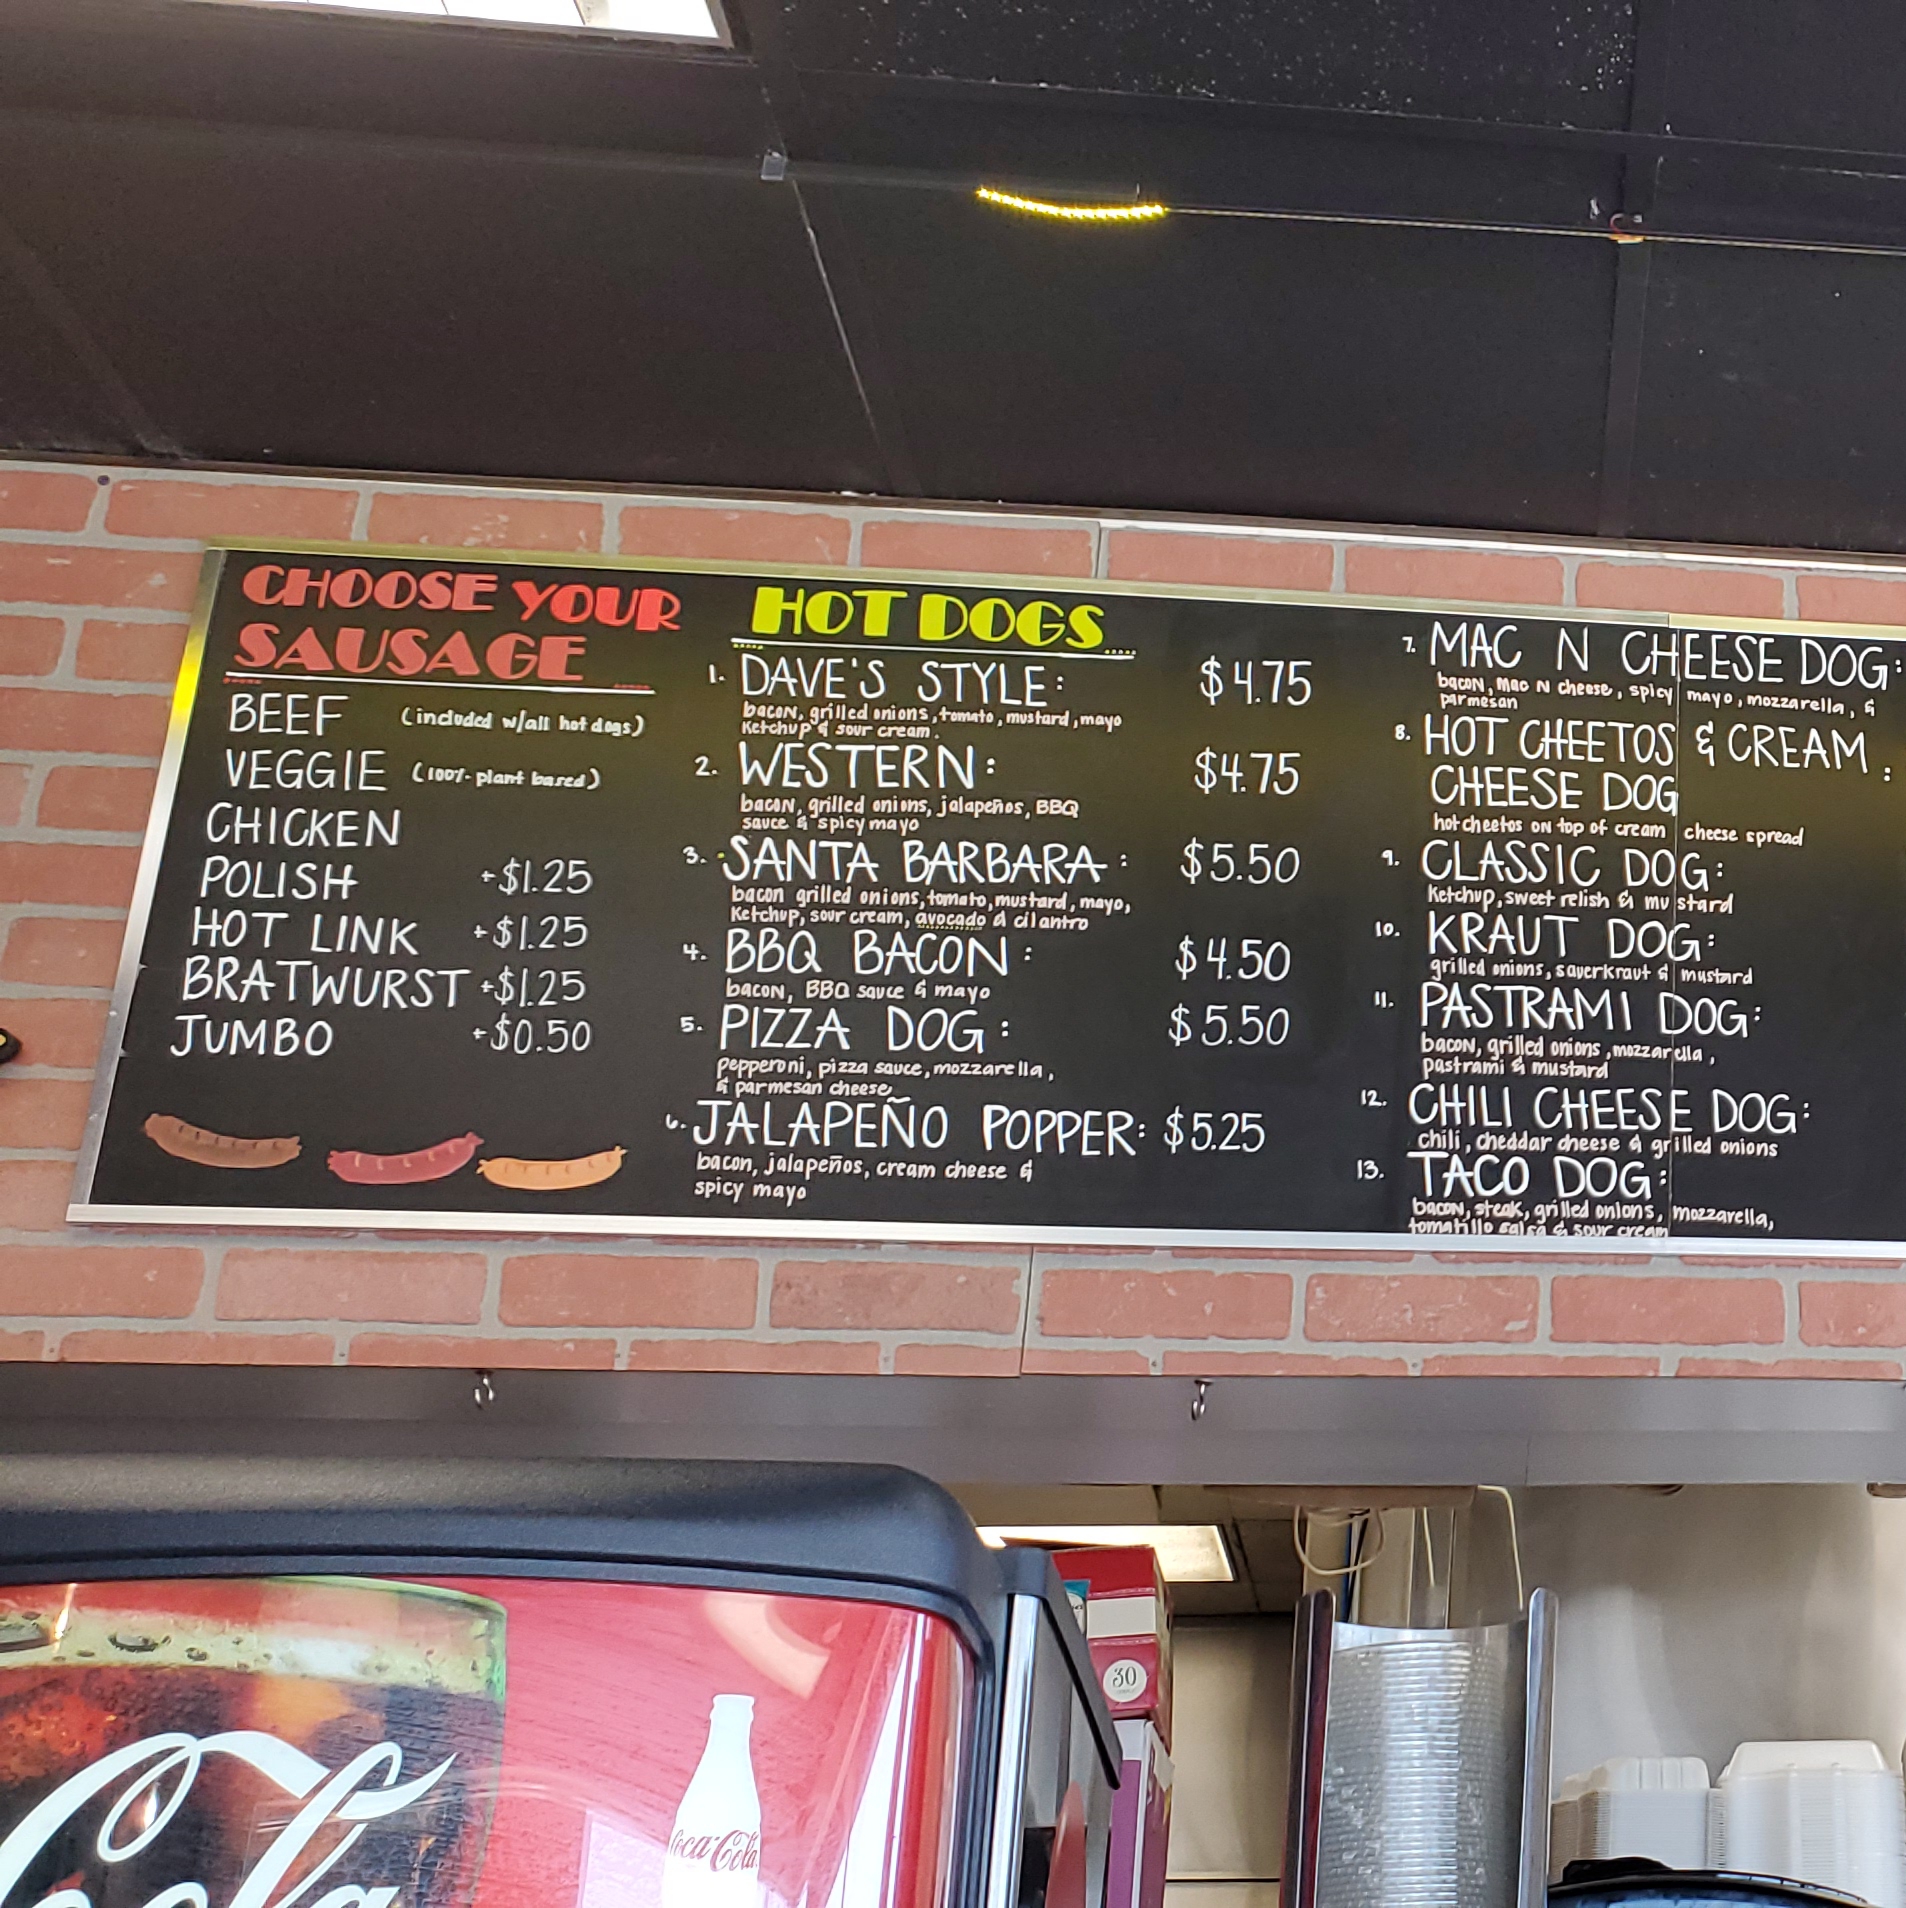 CHOOSE YOUR
SAUSAGE
BEEF (included w/all hot dogs)
VEGGIE (100% plant based)
CHICKEN
POLISH +$1.25
HOT LINK +$1.25
BRATWURST +$1.25
JUMBO +$0.50
HOT DOGS
1. DAVE'S STYLE: $4.75
bacon, grilled onions, tomato, mustard, mayo
Ketchup & sour cream.
2. WESTERN: $4.75
bacon, grilled onions, jalapeños, BBQ
sauce & spicy mayo
3. SANTA BARBARA: $5.50
bacon grilled onions, tomato, mustard, mayo,
Ketchup, sour cream, avocado & cilantro
4. BBQ BACON: $4.50
bacon, BBQ sauce & mayo
5. PIZZA DOG: $5.50
pepperoni, pizza sauce, mozzarella,
& parmesan cheese
6. JALAPEÑO POPPER: $5.25
bacon, jalapeños, cream cheese &
spicy mayo
7. MAC N CHEESE DOG:
bacon, mac N cheese, spicy mayo, mozzarella, &
parmesan
8. HOT CHEETOS & CREAM :
CHEESE DOG
hot cheetos on top of cream cheese spread
9. CLASSIC DOG:
Ketchup, sweet relish & mustard
10. KRAUT DOG:
grilled onions, sauerkraut & mustard
11. PASTRAMI DOG:
bacon, grilled onions, mozzarella,
pastrami & mustard
12. CHILI CHEESE DOG:
chili, cheddar cheese & grilled onions
13. TACO DOG:
bacon, steak, grilled onions, mozzarella,
tomatillo salsa & sour cream
30
Coca-Cola
Cola